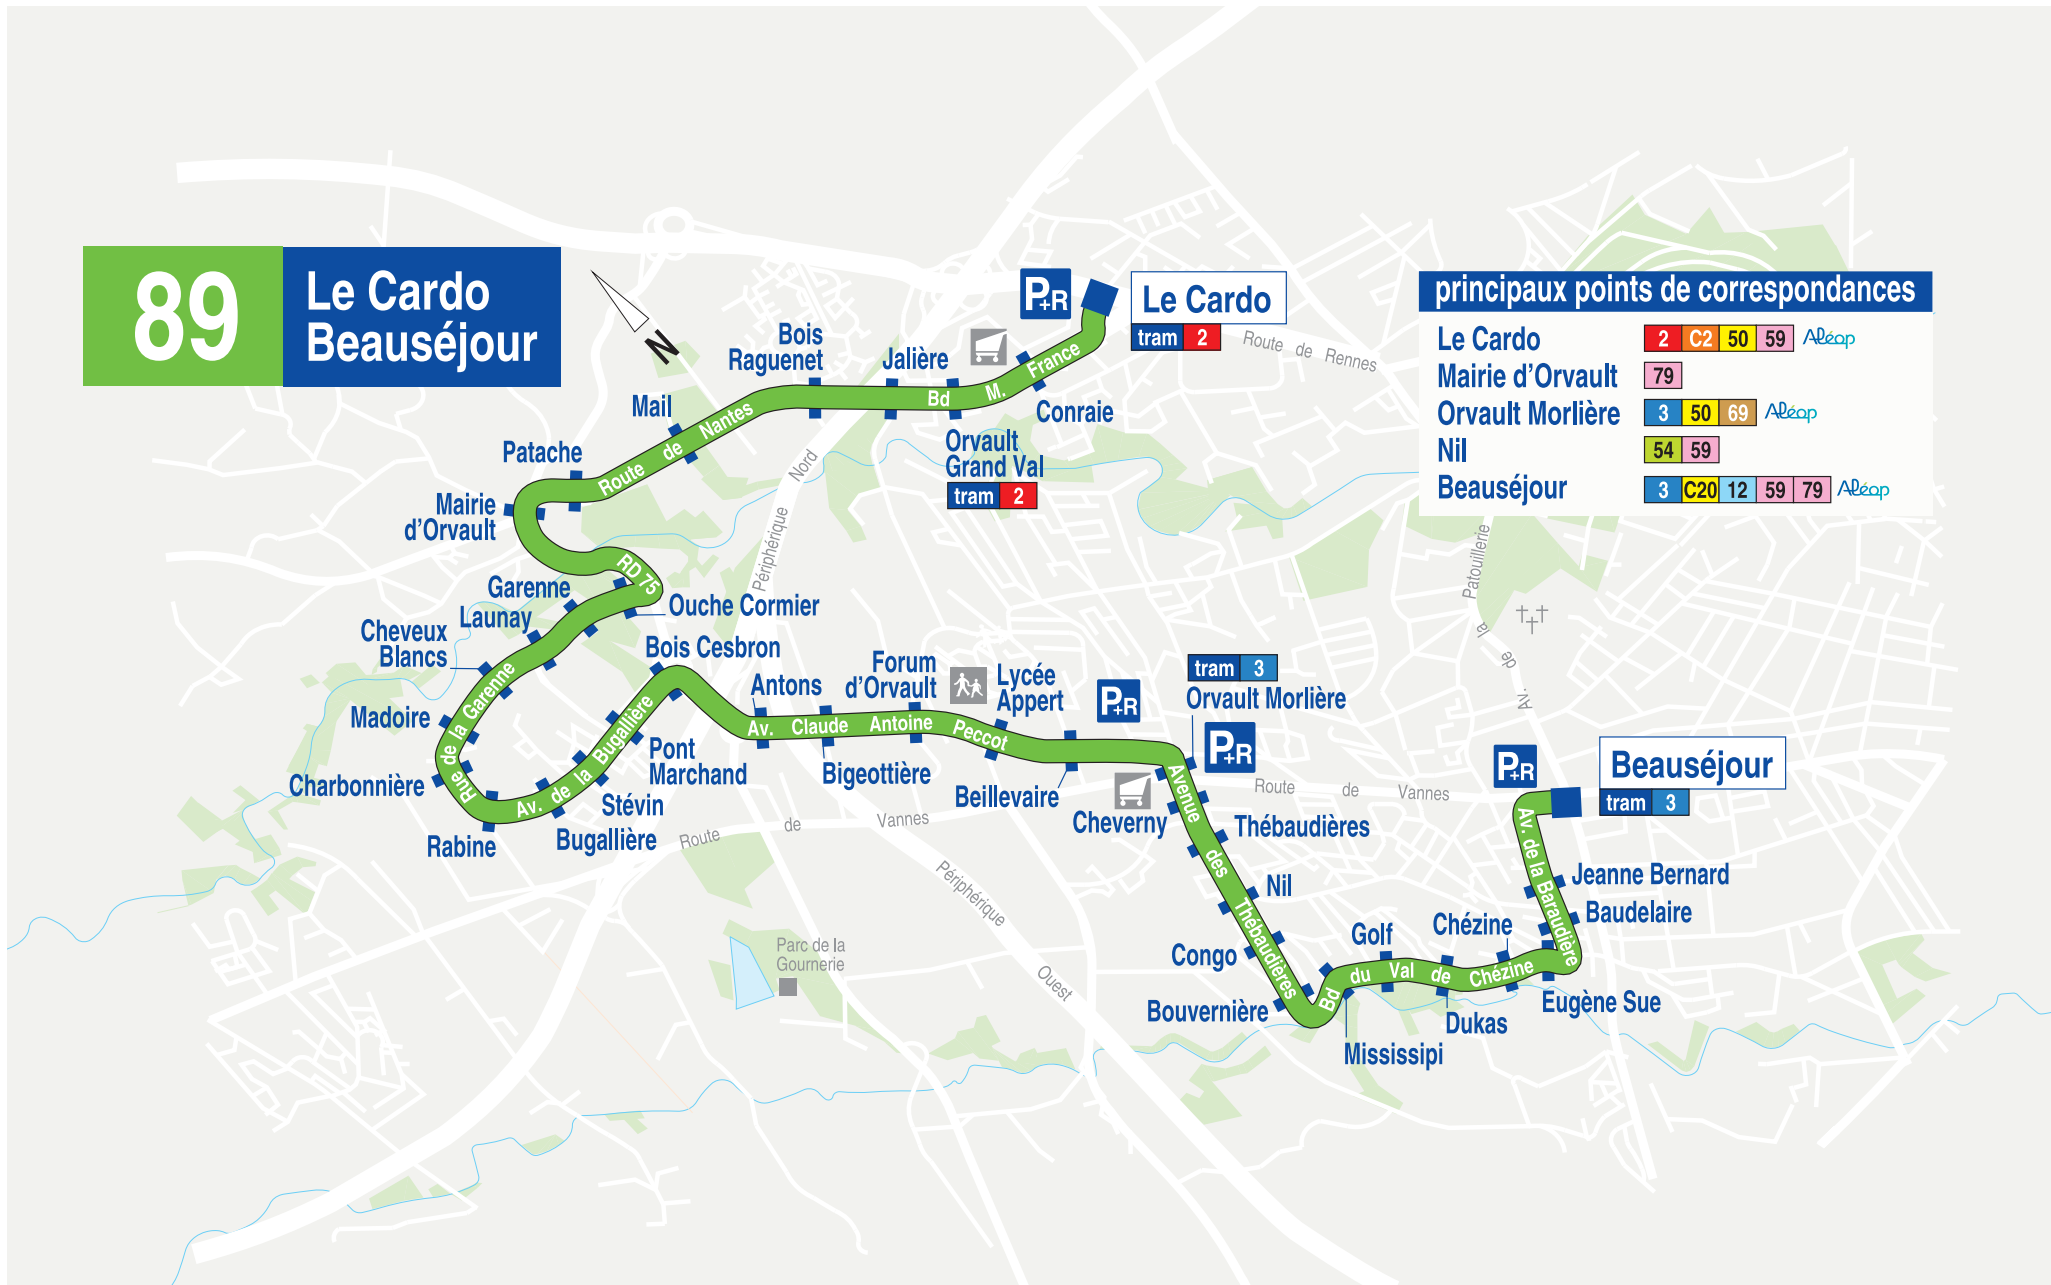 89
Le Cardo
Beauséjour
N
P+R
Le Cardo
tram 2
Route de Rennes
principaux points de correspondances
Le Cardo 2 C2 50 59 Aléop
Mairie d'Orvault 79
Orvault Morlière 3 50 69 Aléop
Nil 54 59
Beauséjour 3 C20 12 59 79 Aléop
Bois
Raguenet
Jalière
Bd M. France
Conraie
Orvault
Grand Val
tram 2
Mail
Route de Nantes
Patache
Mairie
d'Orvault
Périphérique Nord
RD 75
Garenne
Ouche Cormier
Launay
Cheveux
Blancs
Rue de la Garenne
Madoire
Charbonnière
Rabine
Av. de la Bugallière
Bugallière
Stévin
Pont
Marchand
Bois Cesbron
Antons
Av. Claude Antoine Peccot
Bigeottière
Forum
d'Orvault
Lycée
Appert
Beillevaire
P+R
tram 3
Orvault Morlière
P+R
Cheverny
Avenue des Thébaudières
Thébaudières
Nil
Congo
Bouvernière
Route de Vannes
Route de Vannes
Périphérique Ouest
Parc de la
Gournerie
Av. de la Patouillerie
Bd du Val de Chézine
Mississipi
Golf
Dukas
Chézine
Eugène Sue
Baudelaire
Jeanne Bernard
Av. de la Baraudière
P+R
Beauséjour
tram 3